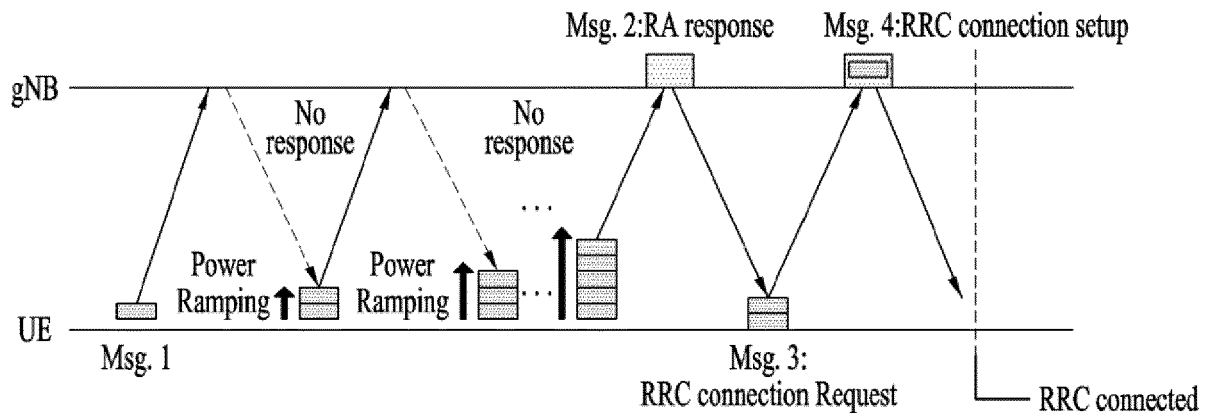 Msg. 2:RA response
Msg. 4:RRC connection setup
gNB
No
response
No
response
...
Power
Ramping
Power
Ramping
...
UE
Msg. 1
Msg. 3:
RRC connection Request
RRC connected